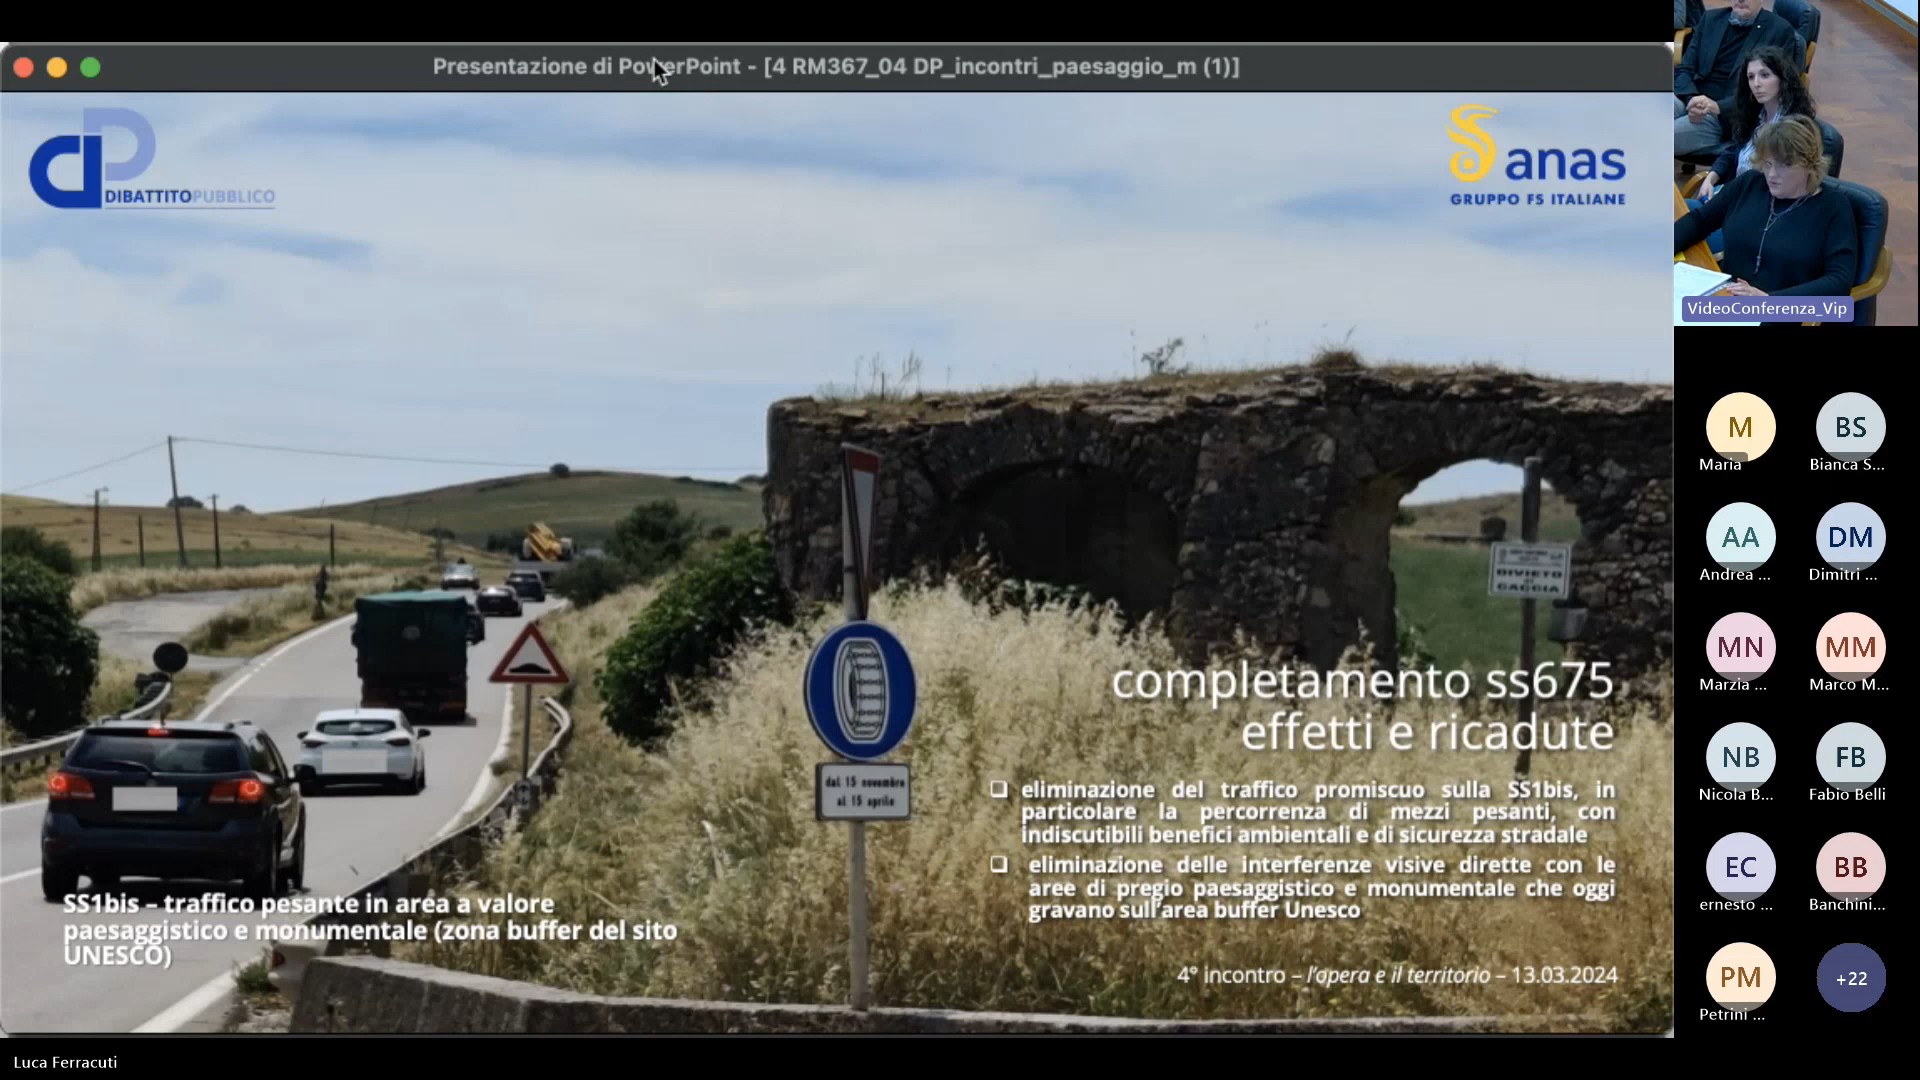 Presentazione di PowerPoint - [4 RM367_04 DP_incontri_paesaggio_m (1)]
dP
DIBATTITOPUBBLICO
anas
GRUPPO FS ITALIANE
DIVIETO
DI
CACCIA
dal 15 novembre
al 15 aprile
completamento ss675
effetti e ricadute
❑ eliminazione del traffico promiscuo sulla SS1bis, in
particolare la percorrenza di mezzi pesanti, con
indiscutibili benefici ambientali e di sicurezza stradale
❑ eliminazione delle interferenze visive dirette con le
aree di pregio paesaggistico e monumentale che oggi
gravano sull'area buffer Unesco
SS1bis – traffico pesante in area a valore
paesaggistico e monumentale (zona buffer del sito
UNESCO)
4° incontro – l'opera e il territorio – 13.03.2024
VideoConferenza_Vip
M
Maria
BS
Bianca S...
AA
Andrea ...
DM
Dimitri ...
MN
Marzia ...
MM
Marco M...
NB
Nicola B...
FB
Fabio Belli
EC
ernesto ...
BB
Banchini...
PM
Petrini ...
+22
Luca Ferracuti